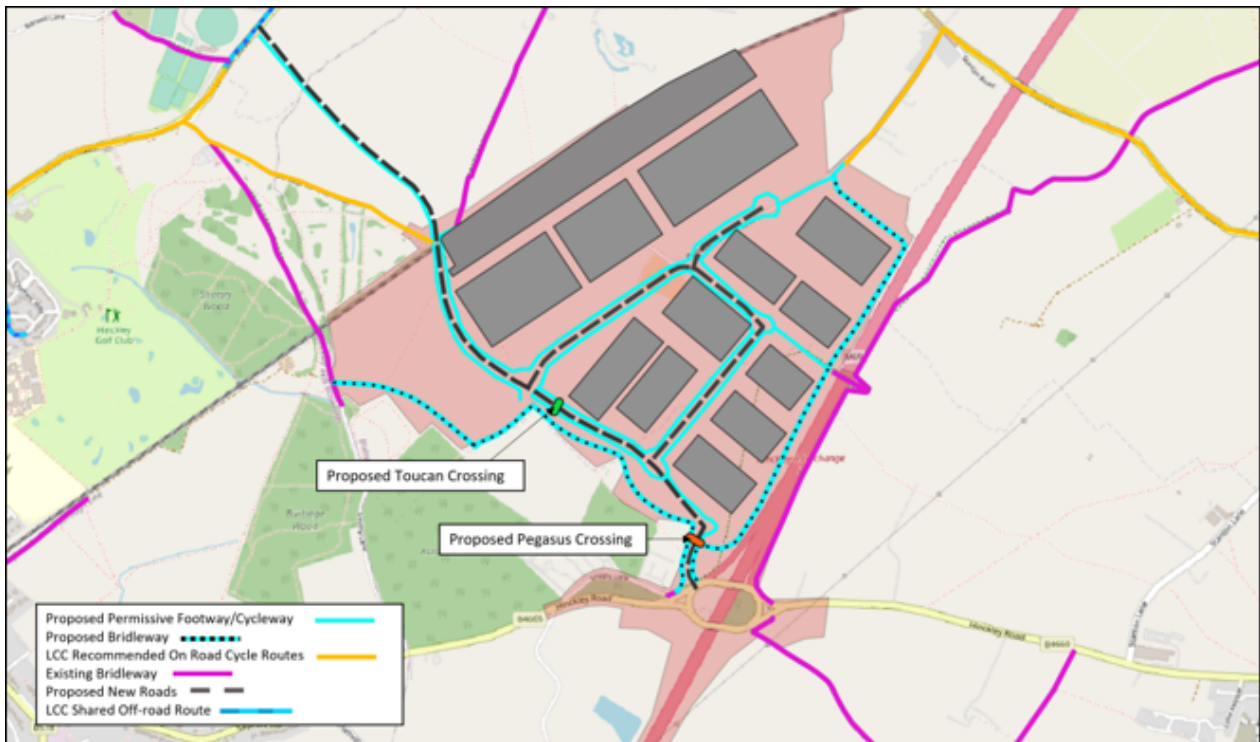 Hinckley
Golf Club
Proposed Toucan Crossing
Proposed Pegasus Crossing
Hinckley Road
B4669
Hinckley Road
B4669
Stanton Lane
Proposed Permissive Footway/Cycleway
Proposed Bridleway
LCC Recommended On Road Cycle Routes
Existing Bridleway
Proposed New Roads
LCC Shared Off-road Route